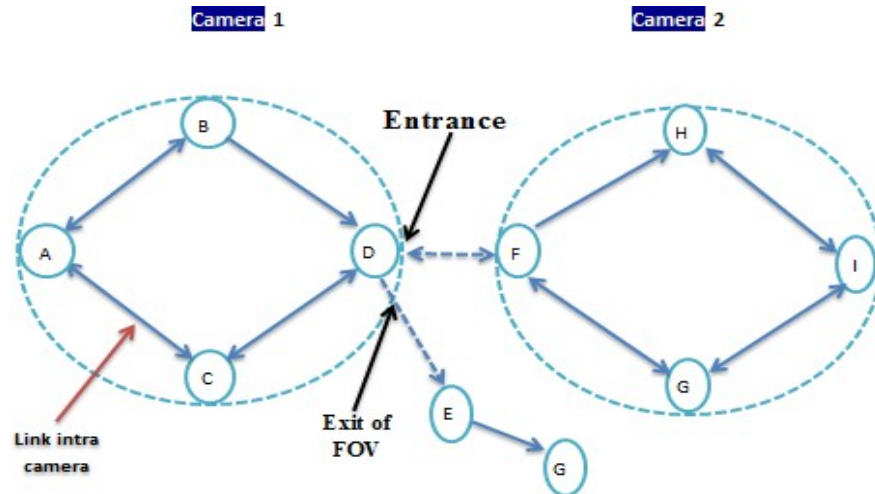 Camera 1
Camera 2
B
H
Entrance
A
D
F
I
C
G
Link intra
camera
Exit of
FOV
E
G